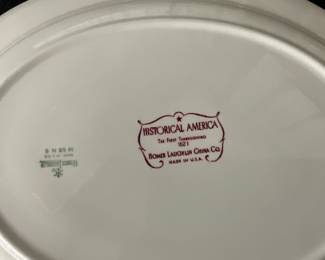 HISTORICAL AMERICA
THE FIRST THANKSGIVING
1621
HOMER LAUGHLIN CHINA CO.
MADE IN U.S.A.